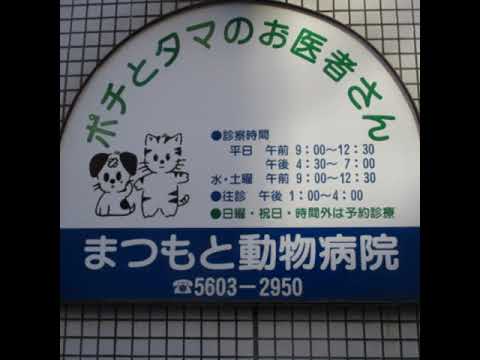 ポチとタマのお医者さん
●診察時間
平日 午前 9:00〜12:30
午後 4:30〜 7:00
水・土曜 午前 9:00〜12:30
●往診 午後 1:00〜4:00
●日曜・祝日・時間外は予約診療
まつもと動物病院
☎5603-2950